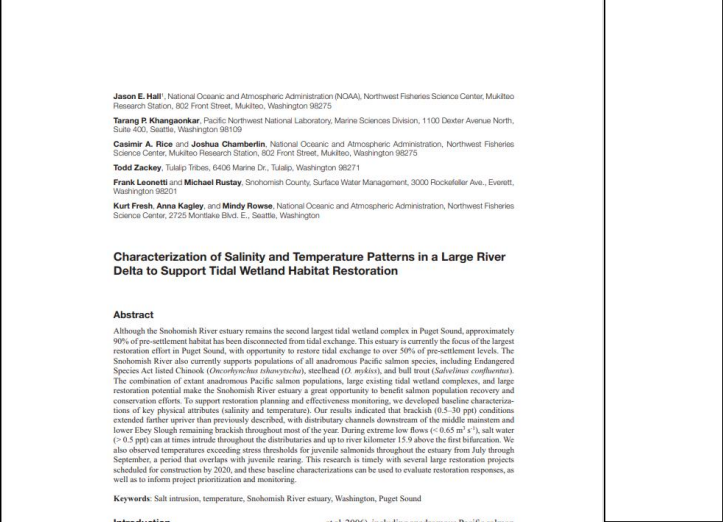 Jason E. Hall¹, National Oceanic and Atmospheric Administration (NOAA), Northwest Fisheries Science Center, Mukilteo
Research Station, 802 Front Street, Mukilteo, Washington 98275
Tarang P. Khangaonkar, Pacific Northwest National Laboratory, Marine Sciences Division, 1100 Dexter Avenue North,
Suite 400, Seattle, Washington 98109
Casimir A. Rice and Joshua Chamberlin, National Oceanic and Atmospheric Administration, Northwest Fisheries
Science Center, Mukilteo Research Station, 802 Front Street, Mukilteo, Washington 98275
Todd Zackey, Tulalip Tribes, 6406 Marine Dr., Tulalip, Washington 98271
Frank Leonetti and Michael Rustay, Snohomish County, Surface Water Management, 3000 Rockefeller Ave., Everett,
Washington 98201
Kurt Fresh, Anna Kagley, and Mindy Rowse, National Oceanic and Atmospheric Administration, Northwest Fisheries
Science Center, 2725 Montlake Blvd. E., Seattle, Washington
Characterization of Salinity and Temperature Patterns in a Large River
Delta to Support Tidal Wetland Habitat Restoration
Abstract
Although the Snohomish River estuary remains the second largest tidal wetland complex in Puget Sound, approximately
90% of pre-settlement habitat has been disconnected from tidal exchange. This estuary is currently the focus of the largest
restoration effort in Puget Sound, with opportunity to restore tidal exchange to over 50% of pre-settlement levels. The
Snohomish River also currently supports populations of all anadromous Pacific salmon species, including Endangered
Species Act listed Chinook (Oncorhynchus tshawytscha), steelhead (O. mykiss), and bull trout (Salvelinus confluentus).
The combination of extant anadromous Pacific salmon populations, large existing tidal wetland complexes, and large
restoration potential make the Snohomish River estuary a great opportunity to benefit salmon population recovery and
conservation efforts. To support restoration planning and effectiveness monitoring, we developed baseline characteriza-
tions of key physical attributes (salinity and temperature). Our results indicated that brackish (0.5–30 ppt) conditions
extended farther upriver than previously described, with distributary channels downstream of the middle mainstem and
lower Ebey Slough remaining brackish throughout most of the year. During extreme low flows (< 0.65 m³ s⁻¹), salt water
(> 0.5 ppt) can at times intrude throughout the distributaries and up to river kilometer 15.9 above the first bifurcation. We
also observed temperatures exceeding stress thresholds for juvenile salmonids throughout the estuary from July through
September, a period that overlaps with juvenile rearing. This research is timely with several large restoration projects
scheduled for construction by 2020, and these baseline characterizations can be used to evaluate restoration responses, as
well as to inform project prioritization and monitoring.
Keywords: Salt intrusion, temperature, Snohomish River estuary, Washington, Puget Sound
Introduction
et al. 2006), including anadromous Pacific salmon